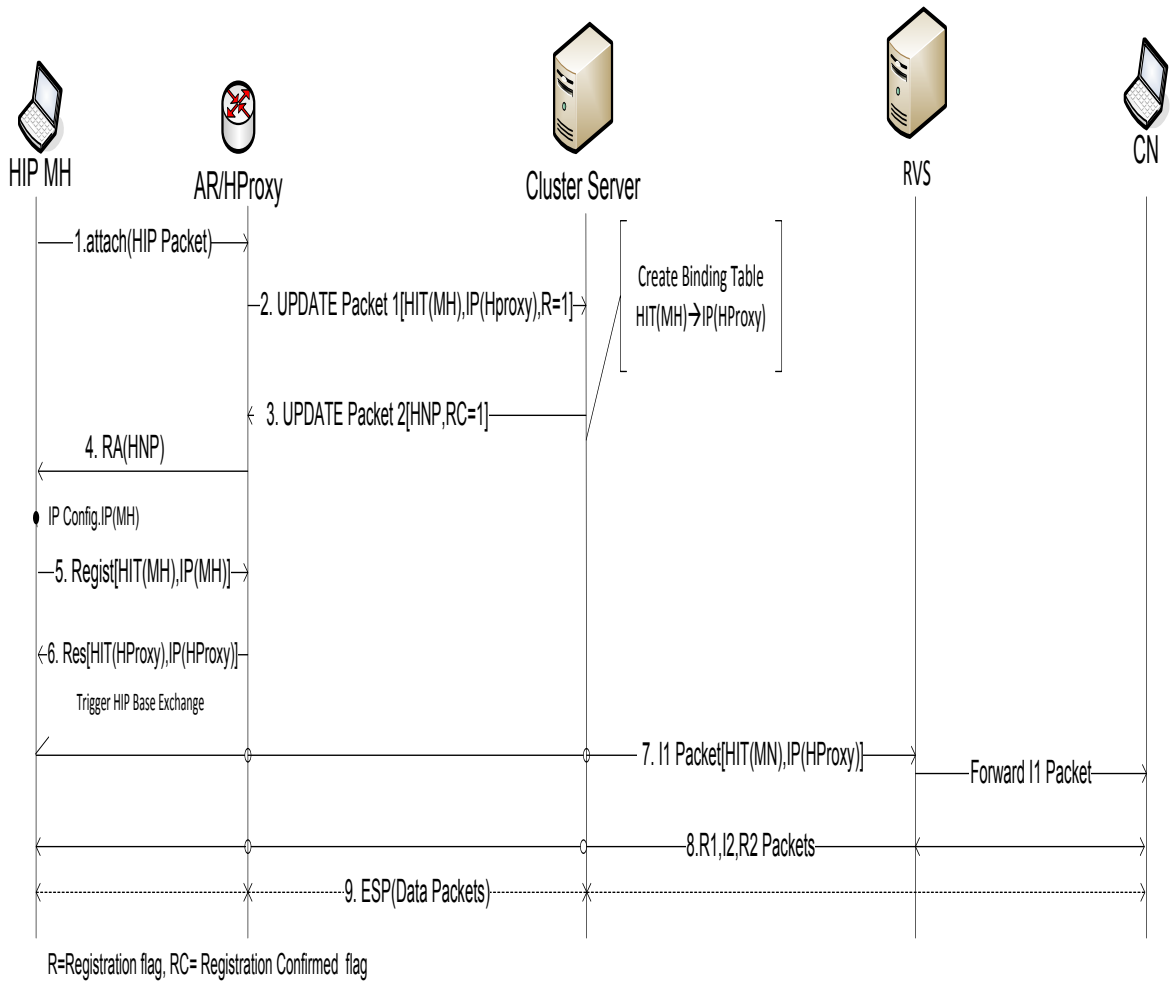 HIP MH
AR/HProxy
Cluster Server
RVS
CN
1.attach(HIP Packet)
2. UPDATE Packet 1[HIT(MH),IP(Hproxy),R=1]
Create Binding Table
HIT(MH)→IP(HProxy)
3. UPDATE Packet 2[HNP,RC=1]
4. RA(HNP)
IP Config.IP(MH)
5. Regist[HIT(MH),IP(MH)]
6. Res[HIT(HProxy),IP(HProxy)]
Trigger HIP Base Exchange
7. I1 Packet[HIT(MN),IP(HProxy)]
Forward I1 Packet
8.R1,I2,R2 Packets
9. ESP(Data Packets)
R=Registration flag, RC= Registration Confirmed flag